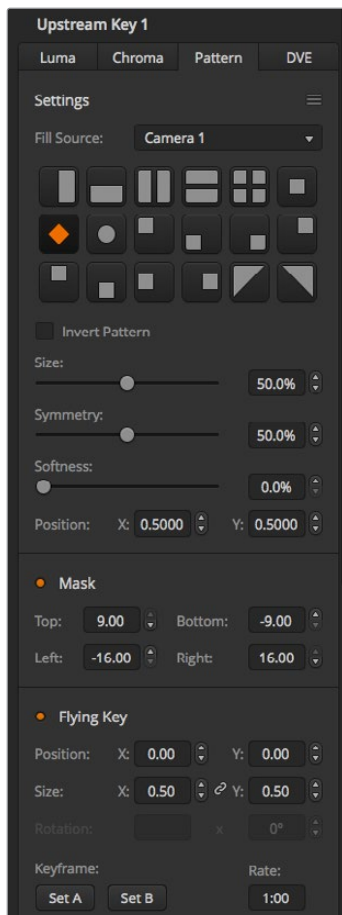 Upstream Key 1
Luma Chroma Pattern DVE
Settings
Fill Source: Camera 1
Invert Pattern
Size:
50.0%
Symmetry:
50.0%
Softness:
0.0%
Position: X: 0.5000 Y: 0.5000
Mask
Top: 9.00 Bottom: -9.00
Left: -16.00 Right: 16.00
Flying Key
Position: X: 0.00 Y: 0.00
Size: X: 0.50 Y: 0.50
Rotation: x 0°
Keyframe: Rate:
Set A Set B 1:00